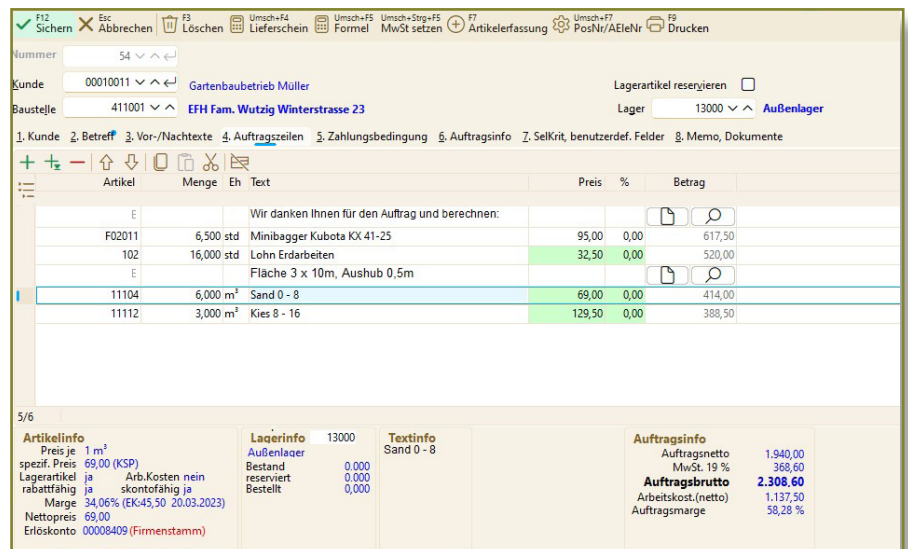 F12 Sichern Esc Abbrechen F3 Löschen Umsch+F4 Lieferschein Umsch+F5 Formel Umsch+Strg+F5 MwSt setzen F7 Artikelerfassung Umsch+F7 PosNr/AEleNr F9 Drucken
Nummer 54
Kunde 00010011 Gartenbaubetrieb Müller Lagerartikel reservieren
Baustelle 411001 EFH Fam. Wutzig Winterstrasse 23 Lager 13000 Außenlager
1. Kunde 2. Betreff 3. Vor-/Nachtexte 4. Auftragszeilen 5. Zahlungsbedingung 6. Auftragsinfo 7. SelKrit, benutzerdef. Felder 8. Memo, Dokumente
Artikel Menge Eh Text Preis % Betrag
E Wir danken Ihnen für den Auftrag und berechnen:
F02011 6,500 std Minibagger Kubota KX 41-25 95,00 0,00 617,50
102 16,000 std Lohn Erdarbeiten 32,50 0,00 520,00
E Fläche 3 x 10m, Aushub 0,5m
11104 6,000 m³ Sand 0 - 8 69,00 0,00 414,00
11112 3,000 m³ Kies 8 - 16 129,50 0,00 388,50
5/6
Artikelinfo
Preis je 1 m³
spezif. Preis 69,00 (KSP)
Lagerartikel ja Arb.Kosten nein
rabattfähig ja skontofähig ja
Marge 34,06% (EK:45,50 20.03.2023)
Nettopreis 69,00
Erlöskonto 00008409 (Firmenstamm)
Lagerinfo 13000
Außenlager
Bestand 0.000
reserviert 0.000
Bestellt 0,000
Textinfo
Sand 0 - 8
Auftragsinfo
Auftragsnetto 1.940,00
MwSt. 19 % 368,60
Auftragsbrutto 2.308,60
Arbeitskost.(netto) 1.137,50
Auftragsmarge 58,28 %